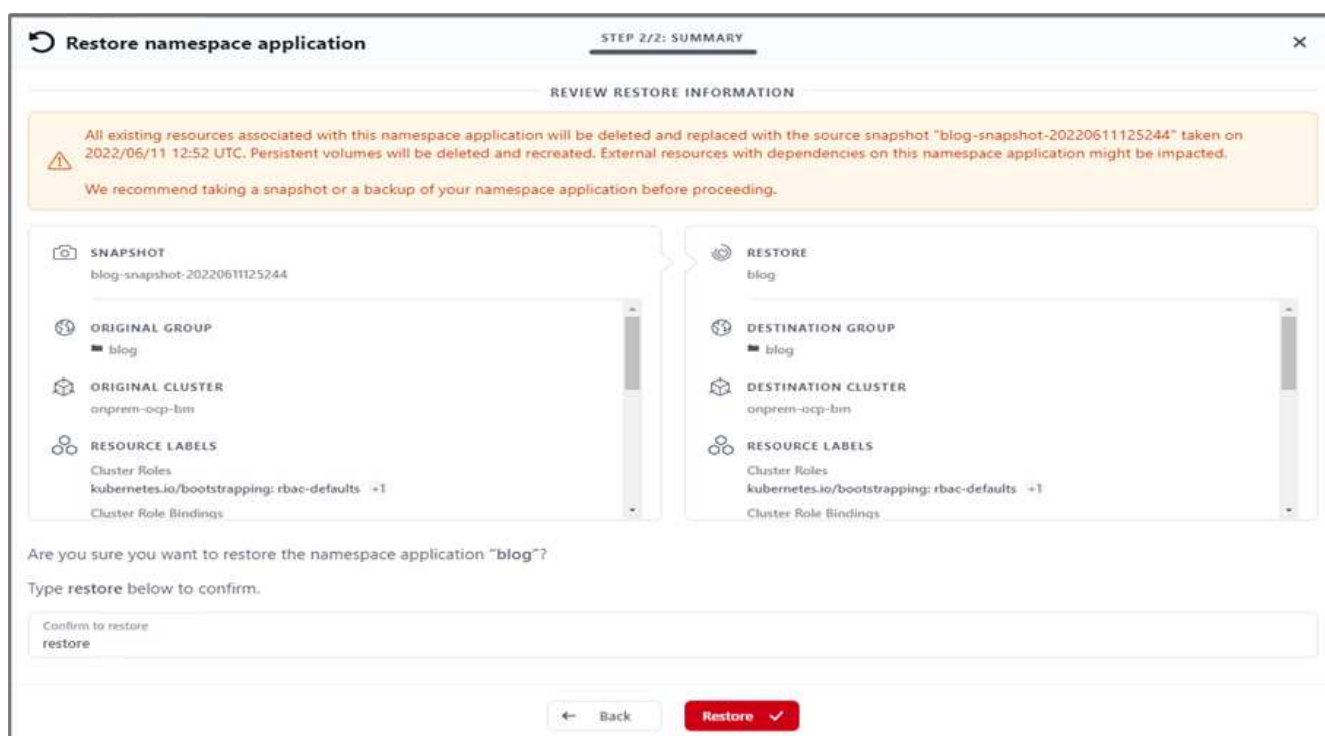 Restore namespace application
STEP 2/2: SUMMARY
REVIEW RESTORE INFORMATION
All existing resources associated with this namespace application will be deleted and replaced with the source snapshot "blog-snapshot-20220611125244" taken on
2022/06/11 12:52 UTC. Persistent volumes will be deleted and recreated. External resources with dependencies on this namespace application might be impacted.
We recommend taking a snapshot or a backup of your namespace application before proceeding.
SNAPSHOT
blog-snapshot-20220611125244
ORIGINAL GROUP
blog
ORIGINAL CLUSTER
onprem-ocp-bm
RESOURCE LABELS
Cluster Roles
kubernetes.io/bootstrapping: rbac-defaults +1
Cluster Role Bindings
RESTORE
blog
DESTINATION GROUP
blog
DESTINATION CLUSTER
onprem-ocp-bm
RESOURCE LABELS
Cluster Roles
kubernetes.io/bootstrapping: rbac-defaults +1
Cluster Role Bindings
Are you sure you want to restore the namespace application "blog"?
Type restore below to confirm.
Confirm to restore
restore
Back
Restore